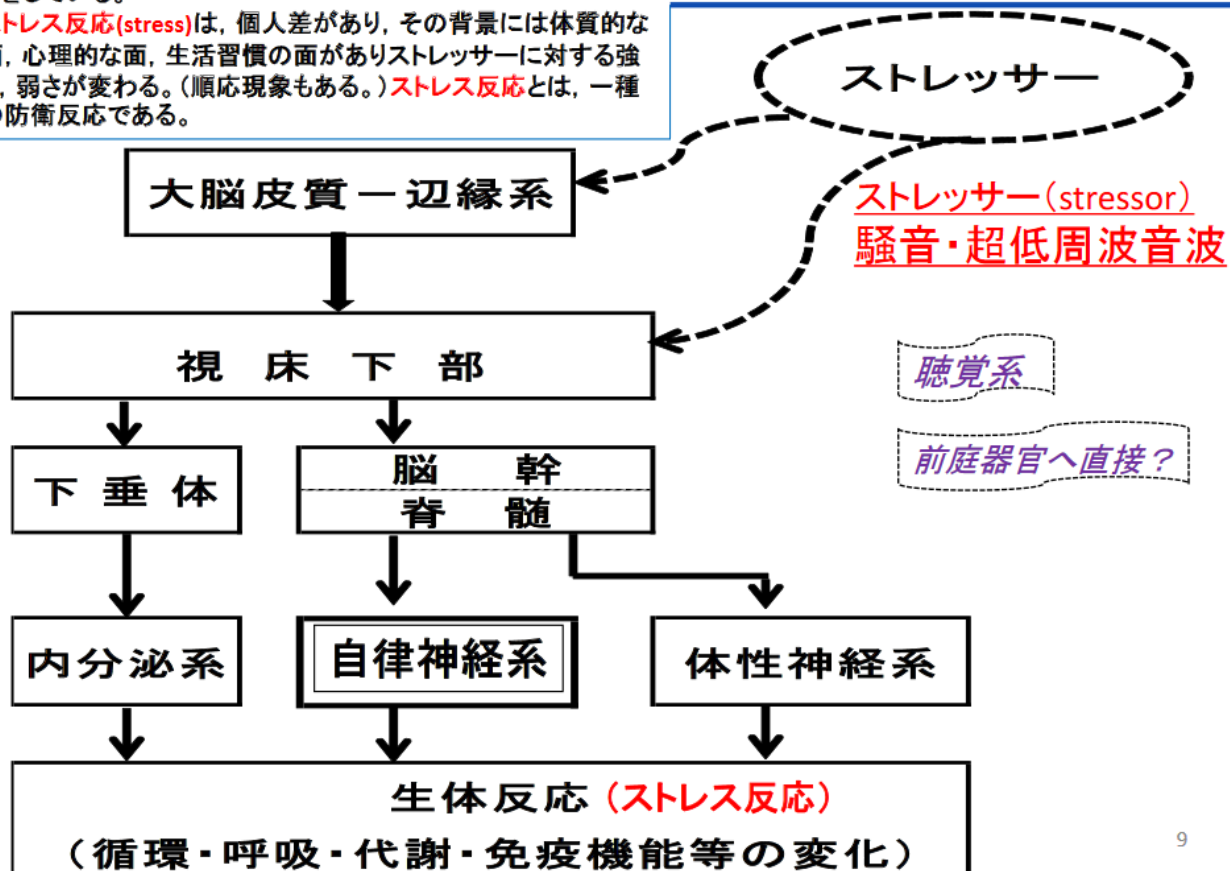 をしている。
トレス反応(stress)は，個人差があり，その背景には体質的な
面，心理的な面，生活習慣の面がありストレッサーに対する強
，弱さが変わる。（順応現象もある。）ストレス反応とは，一種
の防衛反応である。
ストレッサー
大脳皮質－辺縁系
ストレッサー（stressor）
騒音・超低周波音波
視床下部
聴覚系
前庭器官へ直接？
下垂体
脳幹
脊髄
内分泌系
自律神経系
体性神経系
生体反応（ストレス反応）
（循環・呼吸・代謝・免疫機能等の変化）
9